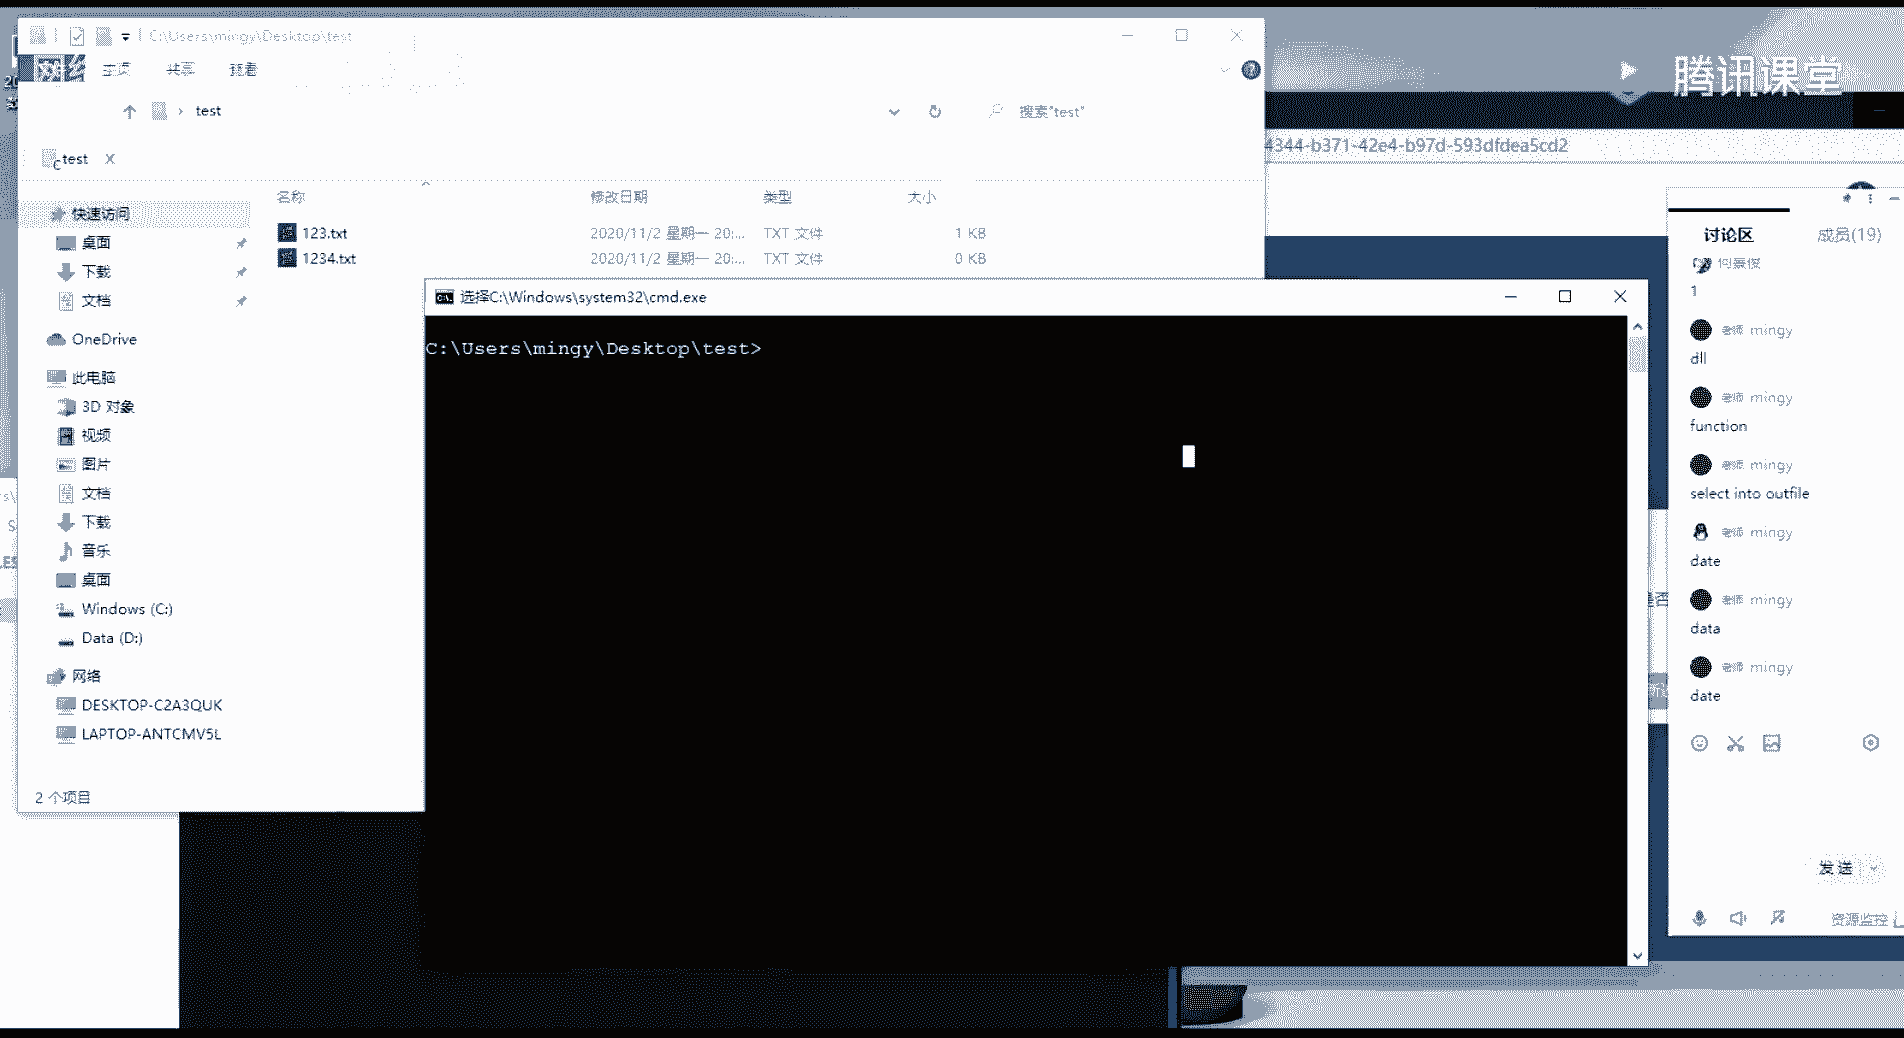 C:\Users\mingy\Desktop\test
主页 共享 查看
腾讯课堂
test
搜索"test"
4344-b371-42e4-b97d-593dfdea5cd2
test
名称 修改日期 类型 大小
快速访问
123.txt 2020/11/2 星期一 20:... TXT 文件 1 KB
桌面
1234.txt 2020/11/2 星期一 20:... TXT 文件 0 KB
下载
文档
OneDrive
此电脑
3D 对象
视频
图片
文档
下载
音乐
桌面
Windows (C:)
Data (D:)
网络
DESKTOP-C2A3QUK
LAPTOP-ANTCMV5L
2 个项目
选择C:\Windows\system32\cmd.exe
C:\Users\mingy\Desktop\test>
讨论区 成员(19)
1
老师 mingy
dll
老师 mingy
function
老师 mingy
select into outfile
老师 mingy
date
老师 mingy
data
老师 mingy
date
发送
资源监控